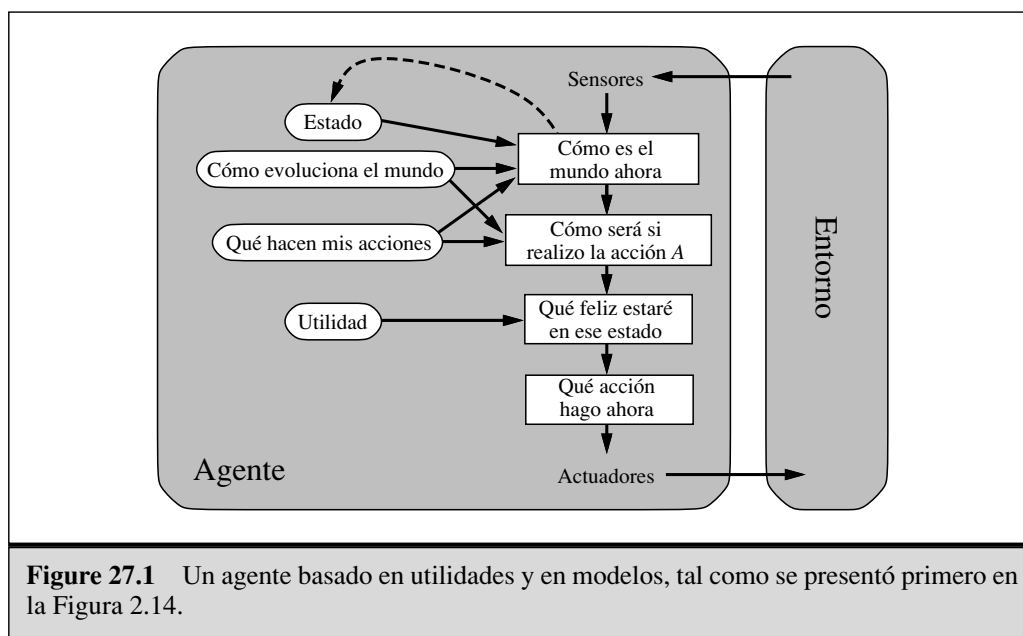 Sensores
Estado
Cómo es el
mundo ahora
Cómo evoluciona el mundo
Cómo será si
realizo la acción A
Qué hacen mis acciones
Qué feliz estaré
en ese estado
Utilidad
Qué acción
hago ahora
Agente
Actuadores
Entorno
Figure 27.1 Un agente basado en utilidades y en modelos, tal como se presentó primero en
la Figura 2.14.